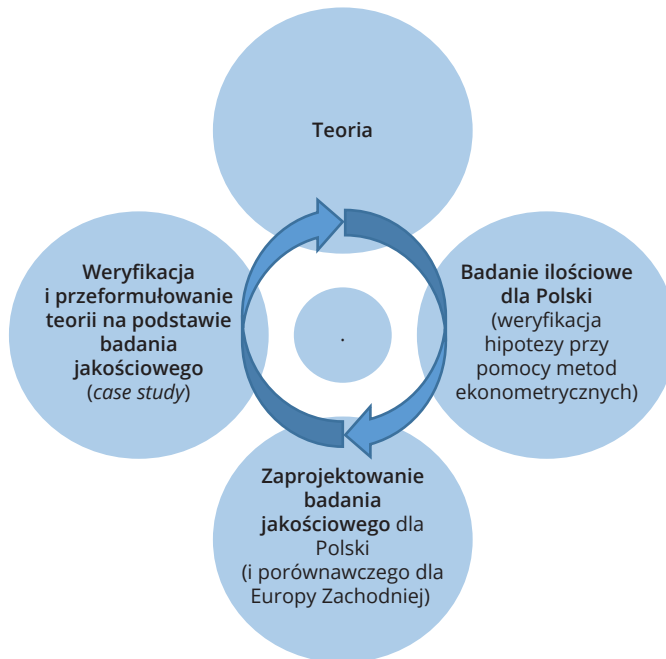 Teoria
Weryfikacja
i przeformułowanie
teorii na podstawie
badania
jakościowego
(case study)
Badanie ilościowe
dla Polski
(weryfikacja
hipotezy przy
pomocy metod
ekonometrycznych)
.
Zaprojektowanie
badania
jakościowego dla
Polski
(i porównawczego dla
Europy Zachodniej)